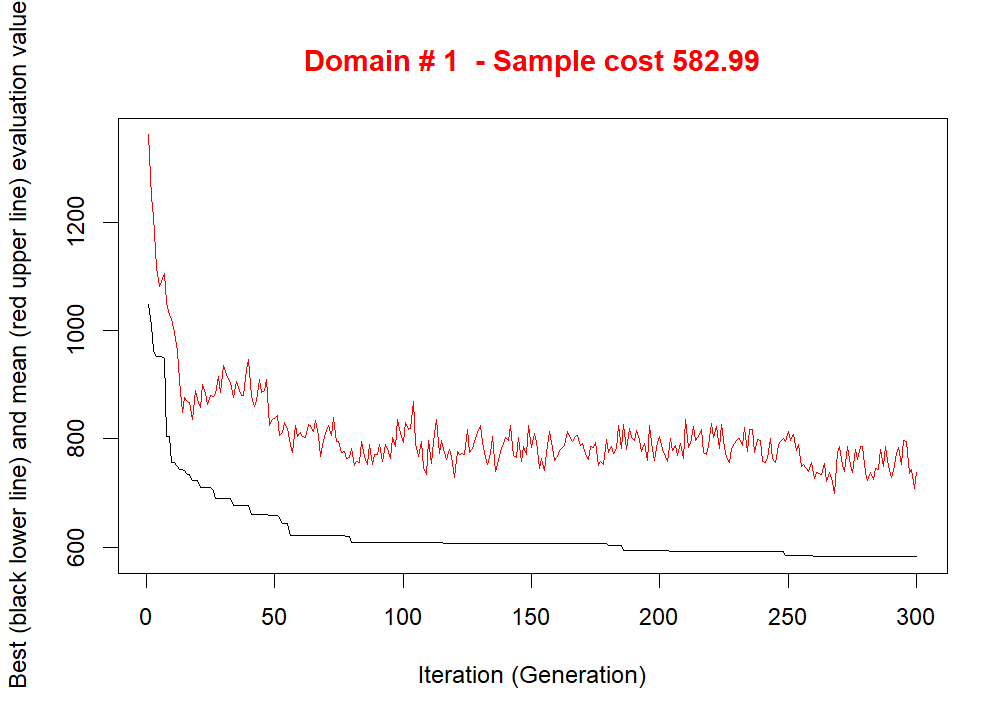 Domain # 1  - Sample cost 582.99
Best (black lower line) and mean (red upper line) evaluation value
1200
1000
800
600
0 50 100 150 200 250 300
Iteration (Generation)